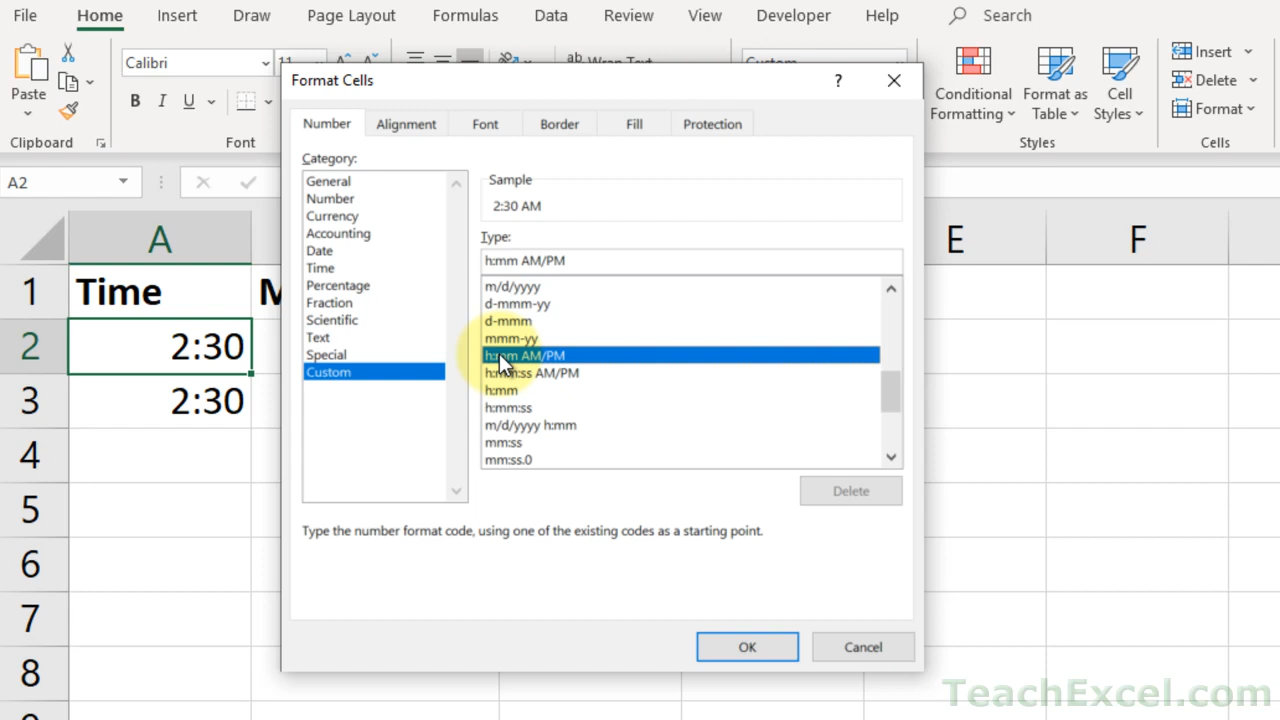 File Home Insert Draw Page Layout Formulas Data Review View Developer Help Search
Calibri 11 ab Wrap Text Custom
Paste
B I U
Clipboard Font
Conditional Formatting
Format as Table
Cell Styles
Styles
Insert
Delete
Format
Cells
A2
Format Cells ?
Number Alignment Font Border Fill Protection
Category:
General
Number
Currency
Accounting
Date
Time
Percentage
Fraction
Scientific
Text
Special
Custom
Sample
2:30 AM
Type:
h:mm AM/PM
m/d/yyyy
d-mmm-yy
d-mmm
mmm-yy
h:mm AM/PM
h:mm:ss AM/PM
h:mm
h:mm:ss
m/d/yyyy h:mm
mm:ss
mm:ss.0
Delete
Type the number format code, using one of the existing codes as a starting point.
OK Cancel
A E F
1 Time M
2 2:30
3 2:30
4
5
6
7
8
TeachExcel.com